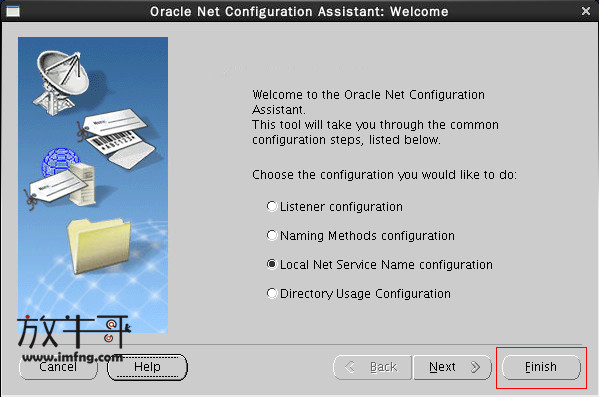 Oracle Net Configuration Assistant: Welcome
Welcome to the Oracle Net Configuration
Assistant.
This tool will take you through the common
configuration steps, listed below.
Choose the configuration you would like to do:
Listener configuration
Naming Methods configuration
Local Net Service Name configuration
Directory Usage Configuration
放牛哥
www.imfng.com
Cancel
Help
Back
Next
Finish